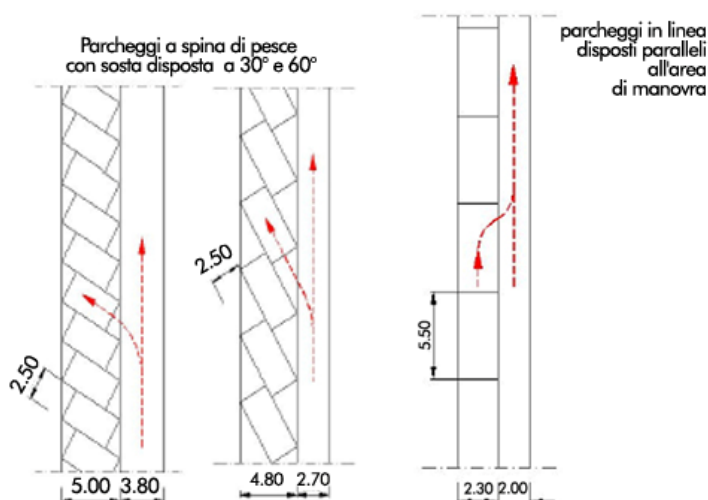 Parcheggi a spina di pesce
con sosta disposta a 30° e 60°
parcheggi in linea
disposti paralleli
all'area
di manovra
2.50
2.50
5.50
5.00 3.80
4.80 2.70
2.30 2.00